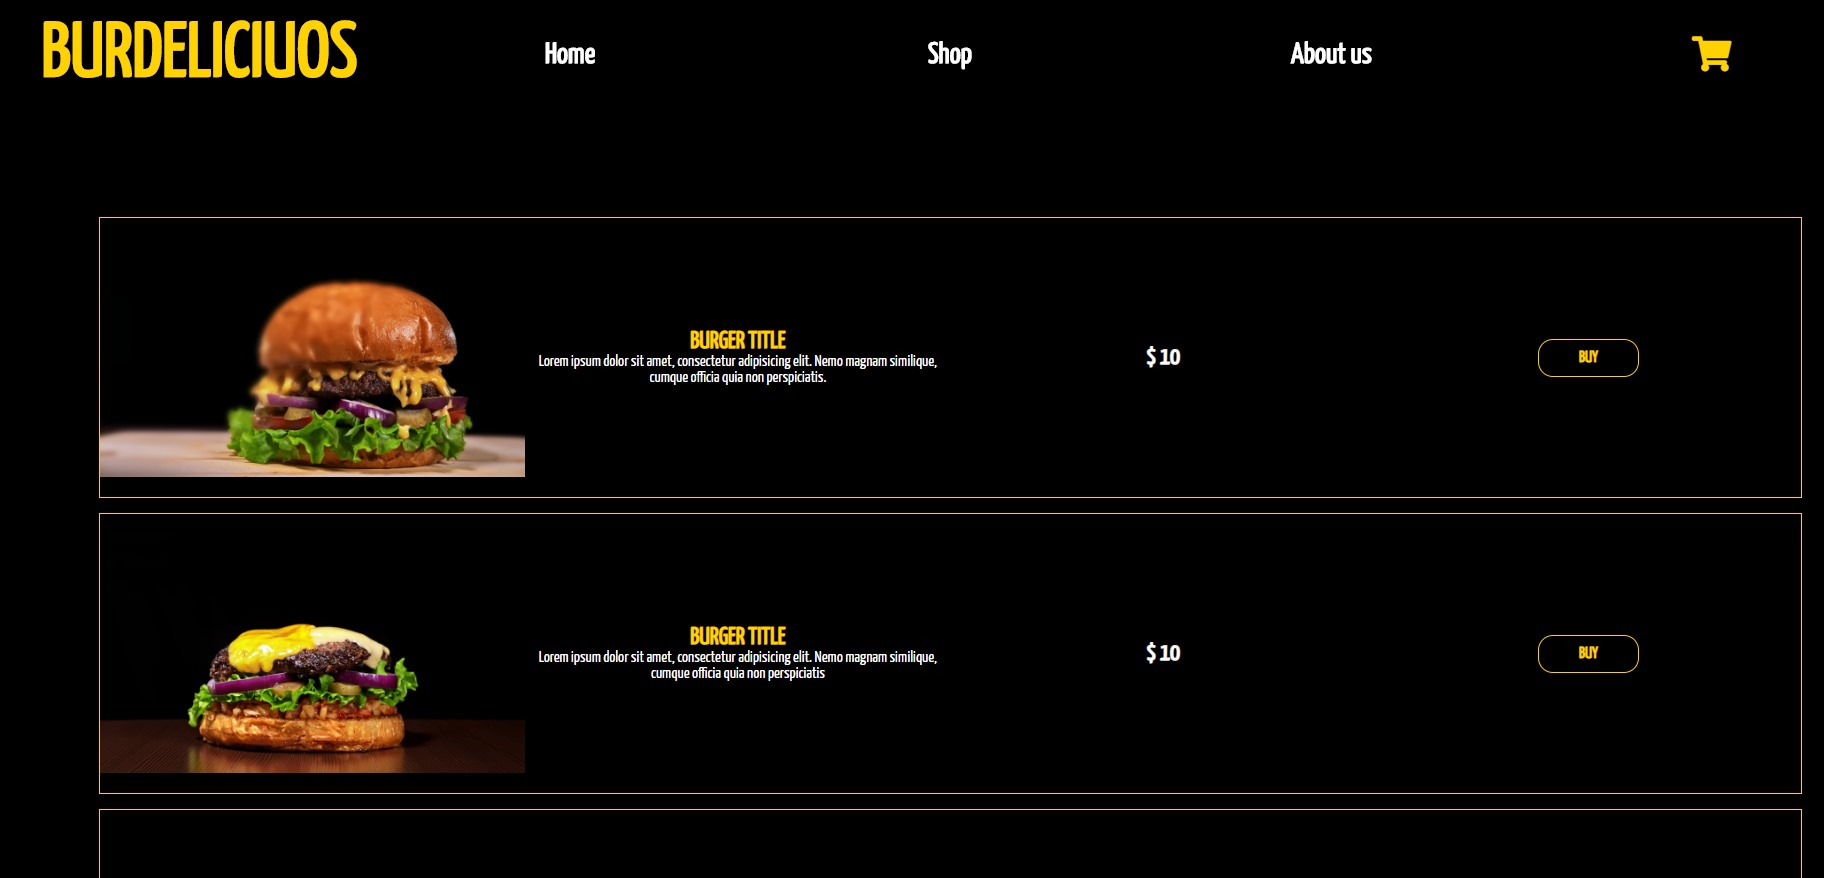 BURDELICIUOS
Home
Shop
About us
BURGER TITLE
Lorem ipsum dolor sit amet, consectetur adipisicing elit. Nemo magnam similique,
cumque officia quia non perspiciatis.
$ 10
BUY
BURGER TITLE
Lorem ipsum dolor sit amet, consectetur adipisicing elit. Nemo magnam similique,
cumque officia quia non perspiciatis
$ 10
BUY